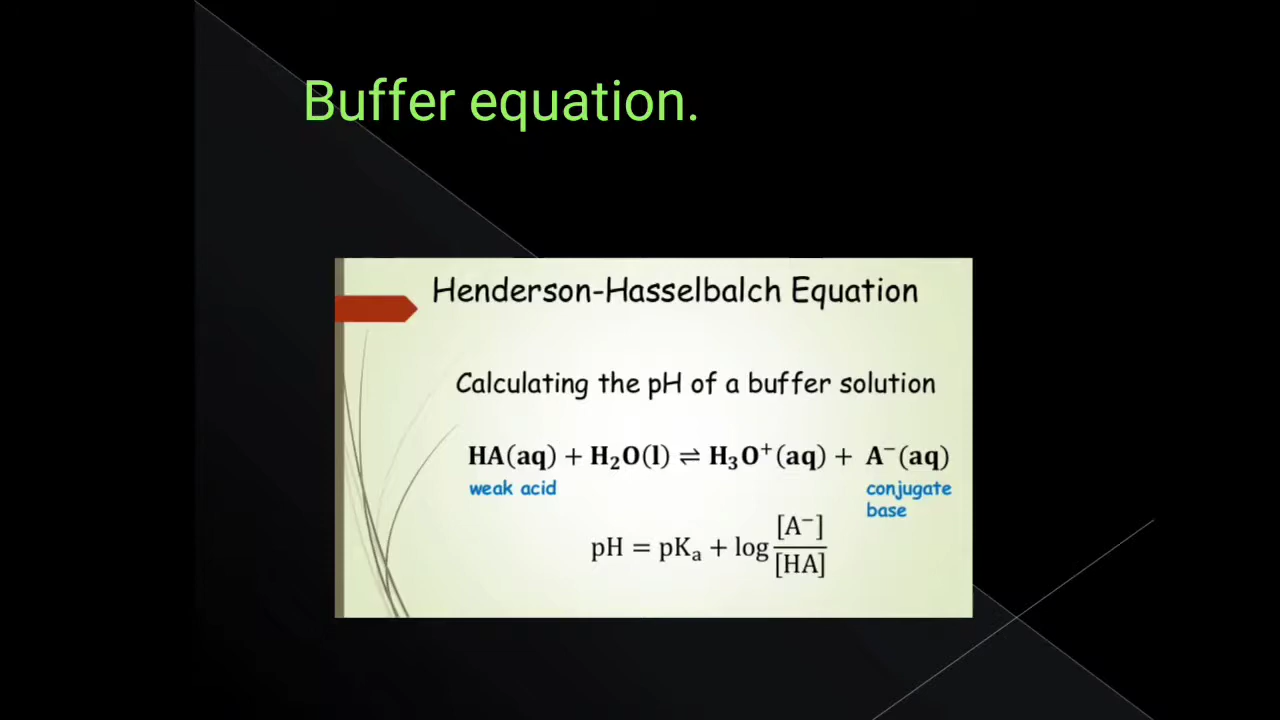 Buffer equation.
Henderson-Hasselbalch Equation
Calculating the pH of a buffer solution
HA(aq) + H₂O(l) ⇌ H₃O⁺(aq) + A⁻(aq)
weak acid conjugate
base
pH = pKₐ + log [A⁻]/[HA]